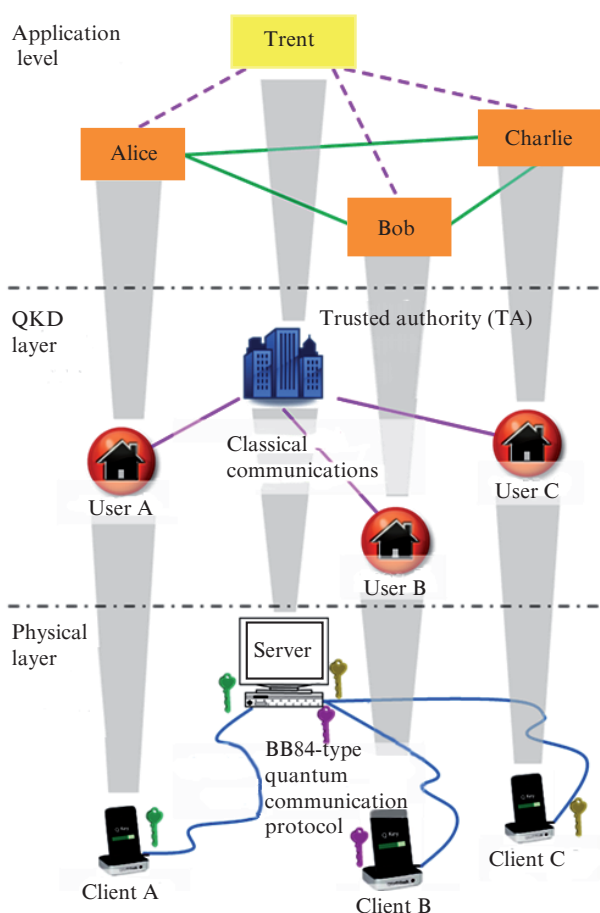 Application
level
Trent
Alice
Charlie
Bob
QKD
layer
Trusted authority (TA)
Classical
communications
User A
User C
User B
Physical
layer
Server
BB84-type
quantum
communication
protocol
Client A
Client B
Client C